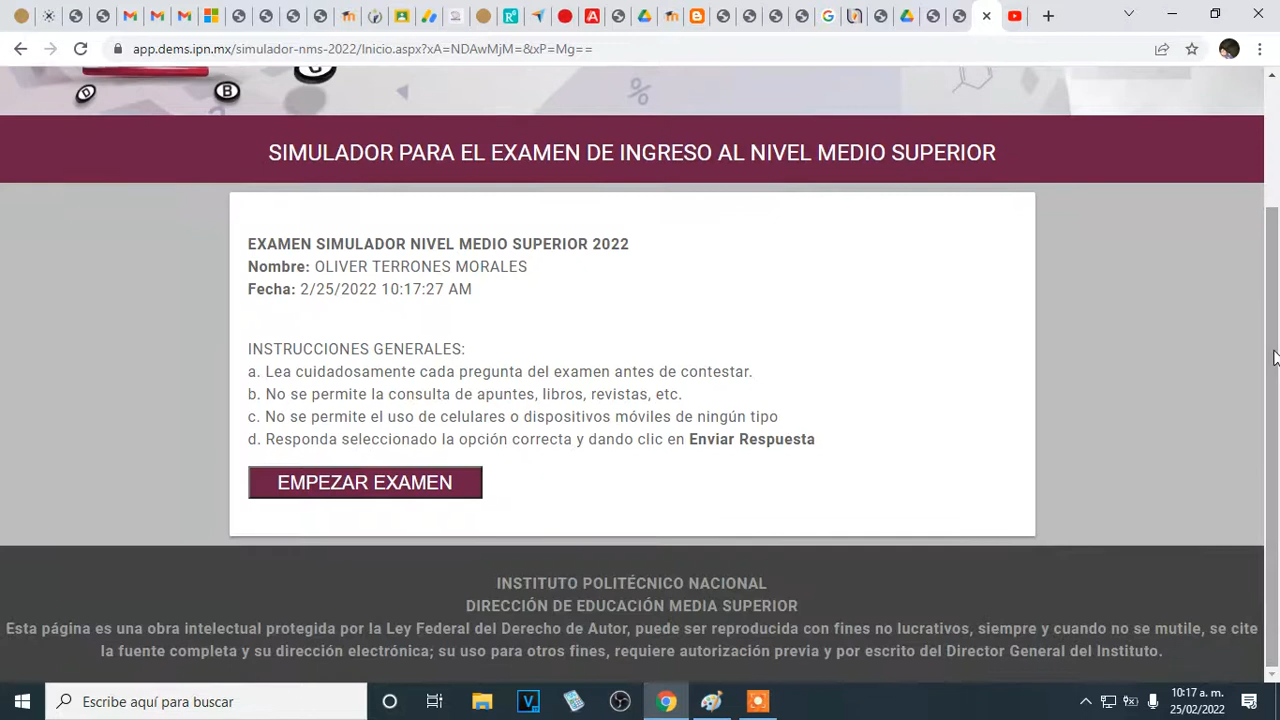 app.dems.ipn.mx/simulador-nms-2022/Inicio.aspx?xA=NDAwMjM=&xP=Mg==
G
D
B
%
SIMULADOR PARA EL EXAMEN DE INGRESO AL NIVEL MEDIO SUPERIOR
EXAMEN SIMULADOR NIVEL MEDIO SUPERIOR 2022
Nombre: OLIVER TERRONES MORALES
Fecha: 2/25/2022 10:17:27 AM
INSTRUCCIONES GENERALES:
a. Lea cuidadosamente cada pregunta del examen antes de contestar.
b. No se permite la consulta de apuntes, libros, revistas, etc.
c. No se permite el uso de celulares o dispositivos móviles de ningún tipo
d. Responda seleccionado la opción correcta y dando clic en Enviar Respuesta
EMPEZAR EXAMEN
INSTITUTO POLITÉCNICO NACIONAL
DIRECCIÓN DE EDUCACIÓN MEDIA SUPERIOR
Esta página es una obra intelectual protegida por la Ley Federal del Derecho de Autor, puede ser reproducida con fines no lucrativos, siempre y cuando no se mutile, se cite
la fuente completa y su dirección electrónica; su uso para otros fines, requiere autorización previa y por escrito del Director General del Instituto.
Escribe aquí para buscar
10:17 a. m.
25/02/2022